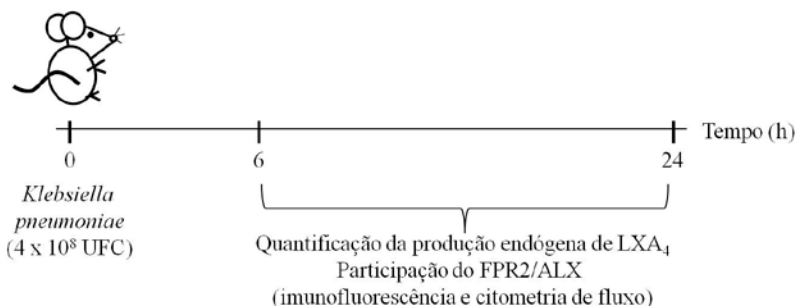 Tempo (h)
0
6
24
Klebsiella
pneumoniae
(4 x 10⁸ UFC)
Quantificação da produção endógena de LXA₄
Participação do FPR2/ALX
(imunofluorescência e citometria de fluxo)